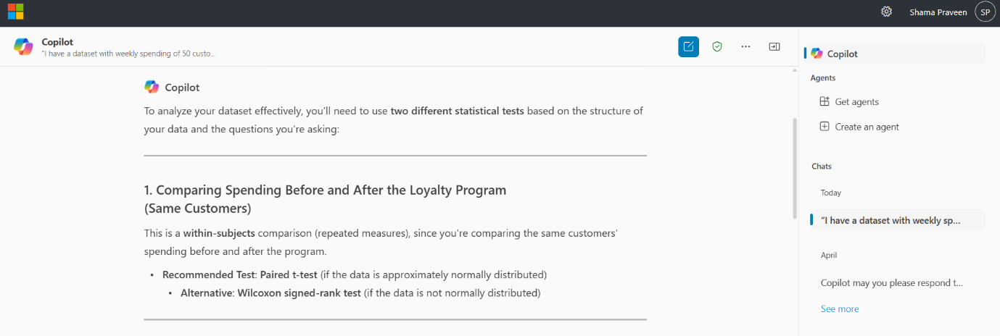 Shama Praveen
SP
Copilot
"I have a dataset with weekly spending of 50 custo...
Copilot
To analyze your dataset effectively, you'll need to use two different statistical tests based on the structure of
your data and the questions you're asking:
1. Comparing Spending Before and After the Loyalty Program
(Same Customers)
This is a within-subjects comparison (repeated measures), since you're comparing the same customers'
spending before and after the program.
• Recommended Test: Paired t-test (if the data is approximately normally distributed)
• Alternative: Wilcoxon signed-rank test (if the data is not normally distributed)
Copilot
Agents
Get agents
Create an agent
Chats
Today
"I have a dataset with weekly sp...
April
Copilot may you please respond t...
See more